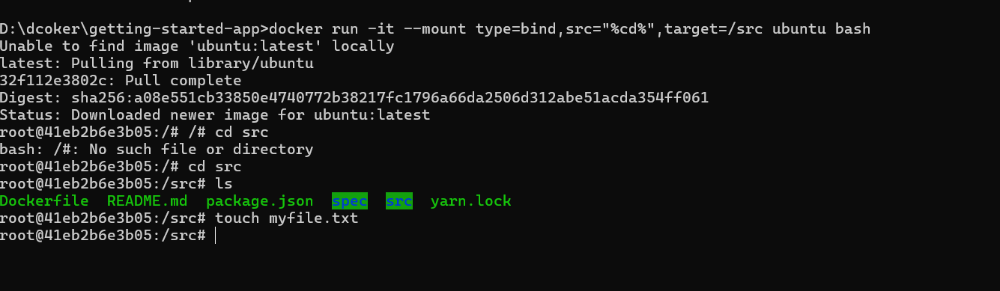 D:\dcoker\getting-started-app>docker run -it --mount type=bind,src="%cd%",target=/src ubuntu bash
Unable to find image 'ubuntu:latest' locally
latest: Pulling from library/ubuntu
32f112e3802c: Pull complete
Digest: sha256:a08e551cb33850e4740772b38217fc1796a66da2506d312abe51acda354ff061
Status: Downloaded newer image for ubuntu:latest
root@41eb2b6e3b05:/# /# cd src
bash: /#: No such file or directory
root@41eb2b6e3b05:/# cd src
root@41eb2b6e3b05:/src# ls
Dockerfile  README.md  package.json  spec  src  yarn.lock
root@41eb2b6e3b05:/src# touch myfile.txt
root@41eb2b6e3b05:/src#